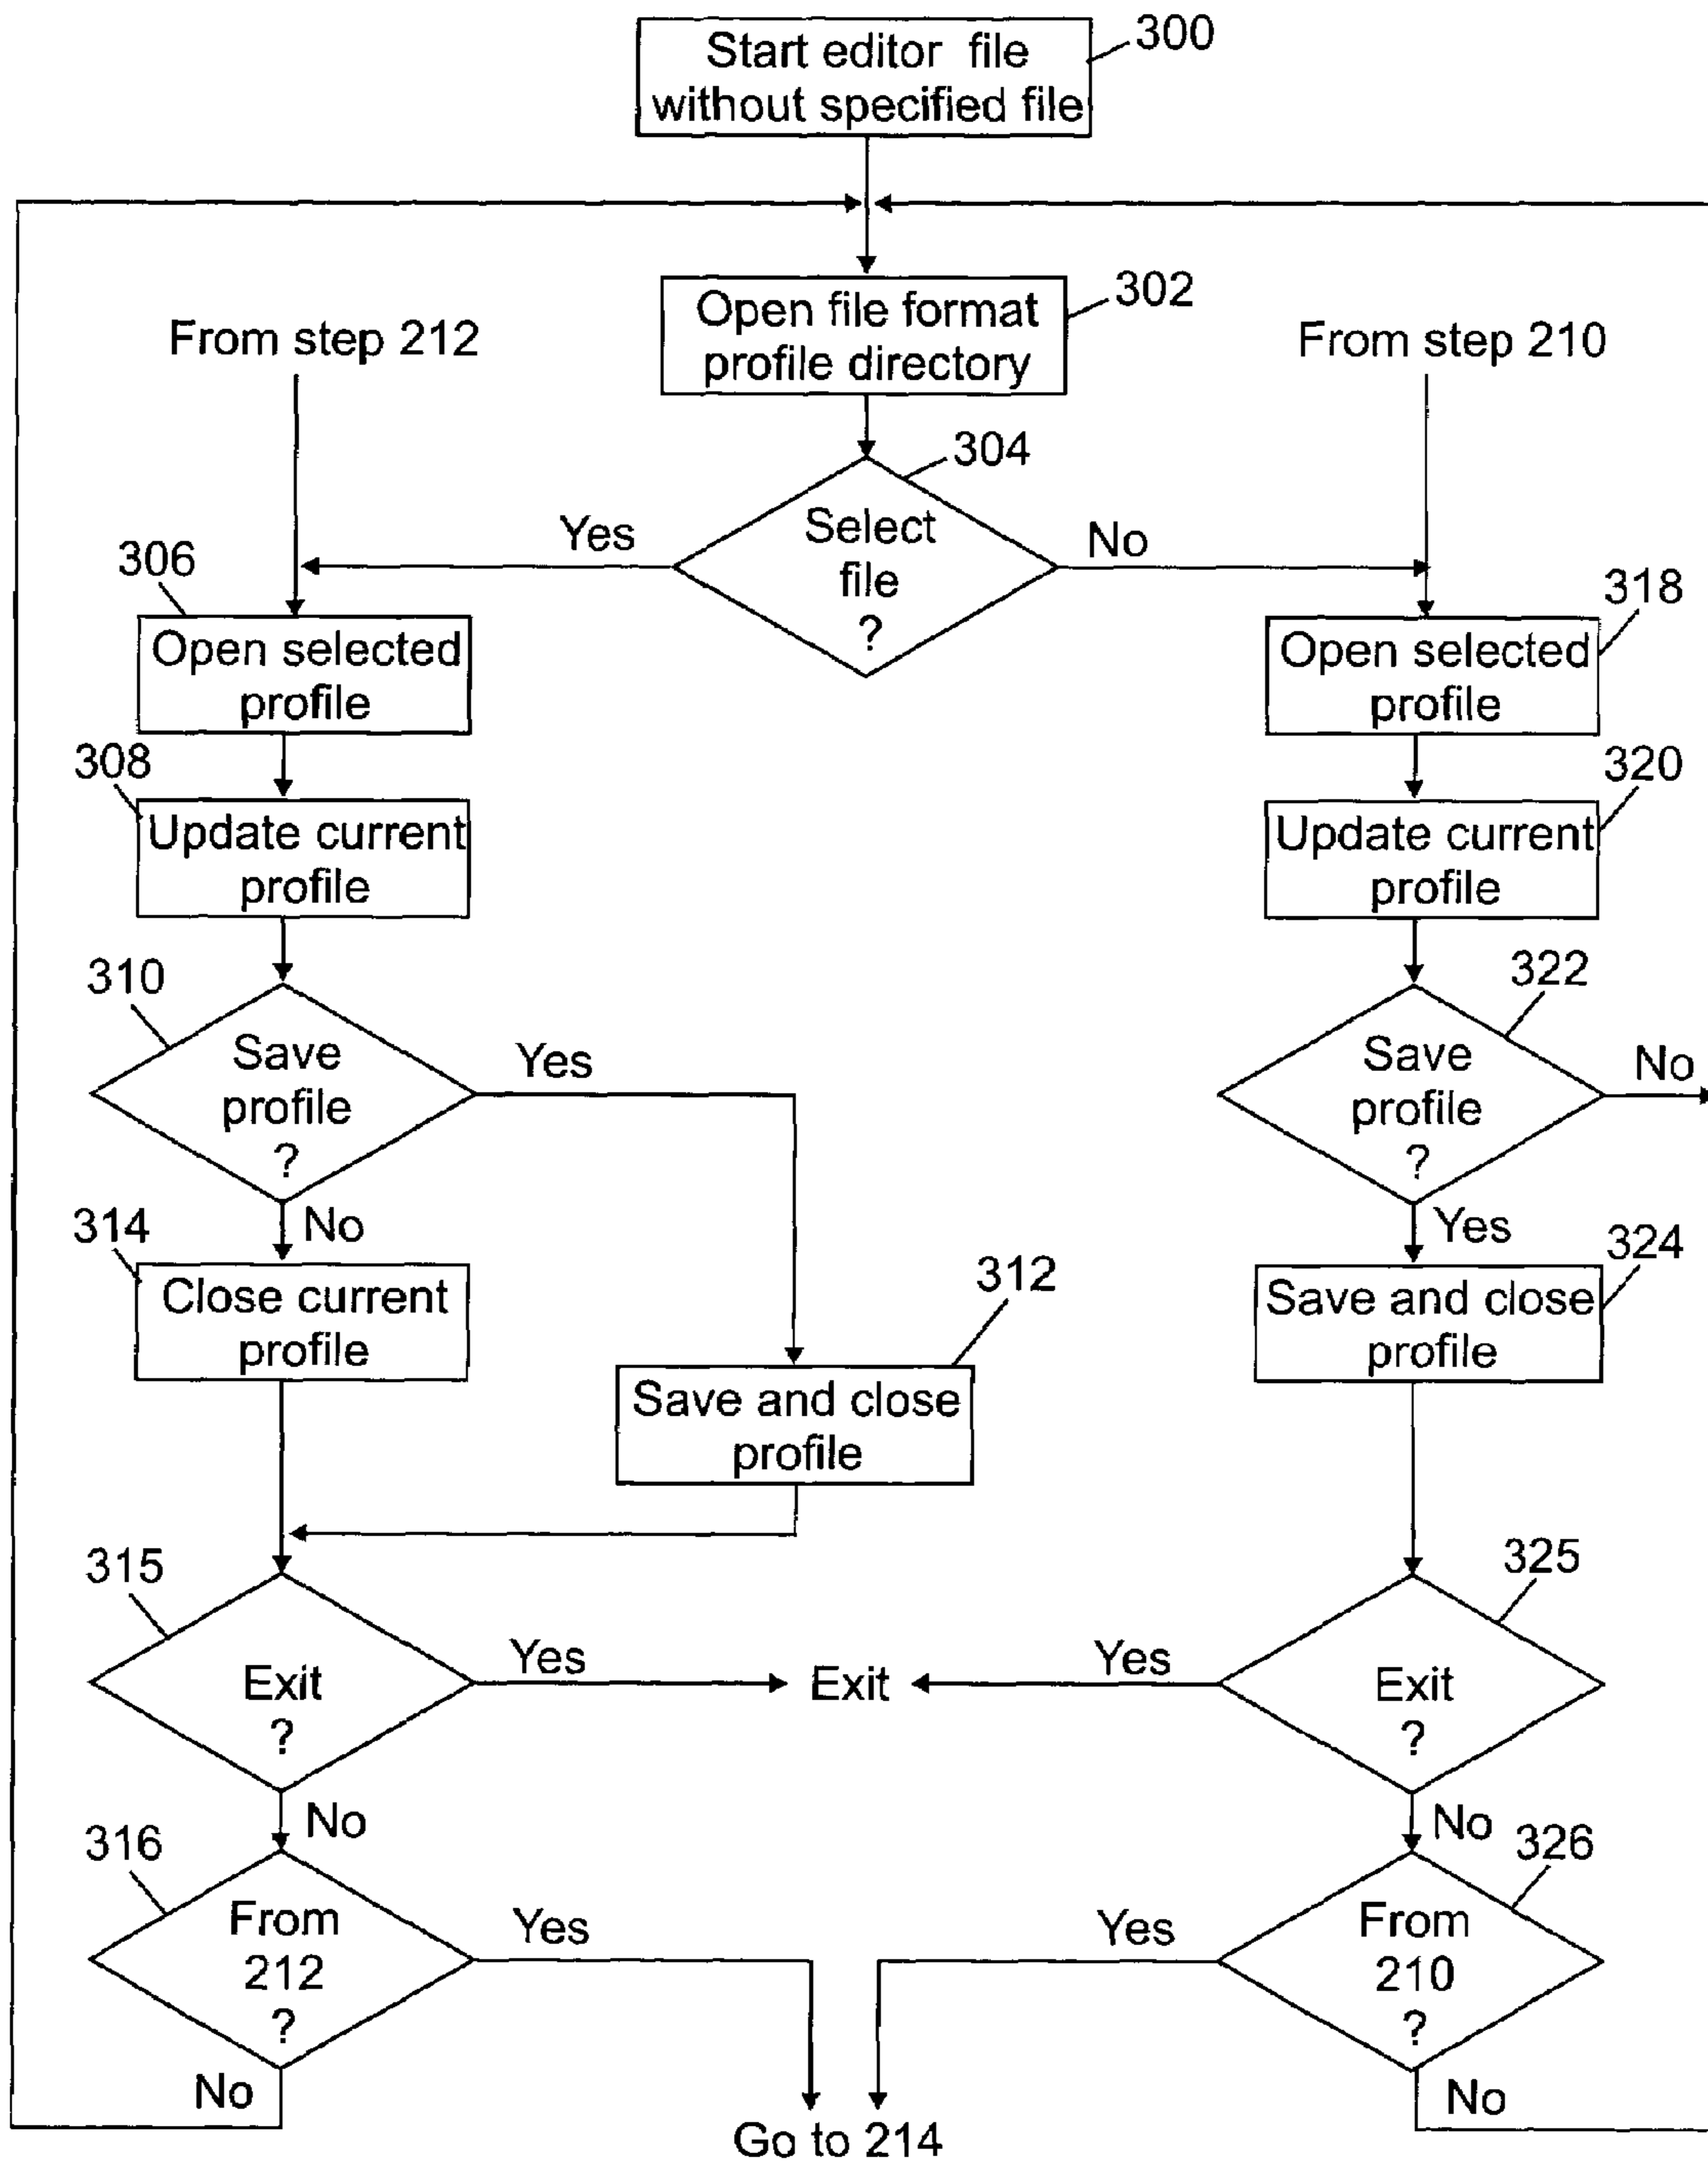 Start editor file
without specified file
300
Open file format
profile directory
302
From step 212
From step 210
304
Select
file
?
Yes
No
306
Open selected
profile
318
Open selected
profile
308
Update current
profile
320
Update current
profile
310
Save
profile
?
Yes
322
Save
profile
?
No
No
Yes
314
Close current
profile
312
Save and close
profile
324
Save and close
profile
315
Exit
?
Yes
Exit
Yes
325
Exit
?
No
No
316
From
212
?
Yes
Yes
326
From
210
?
No
No
Go to 214